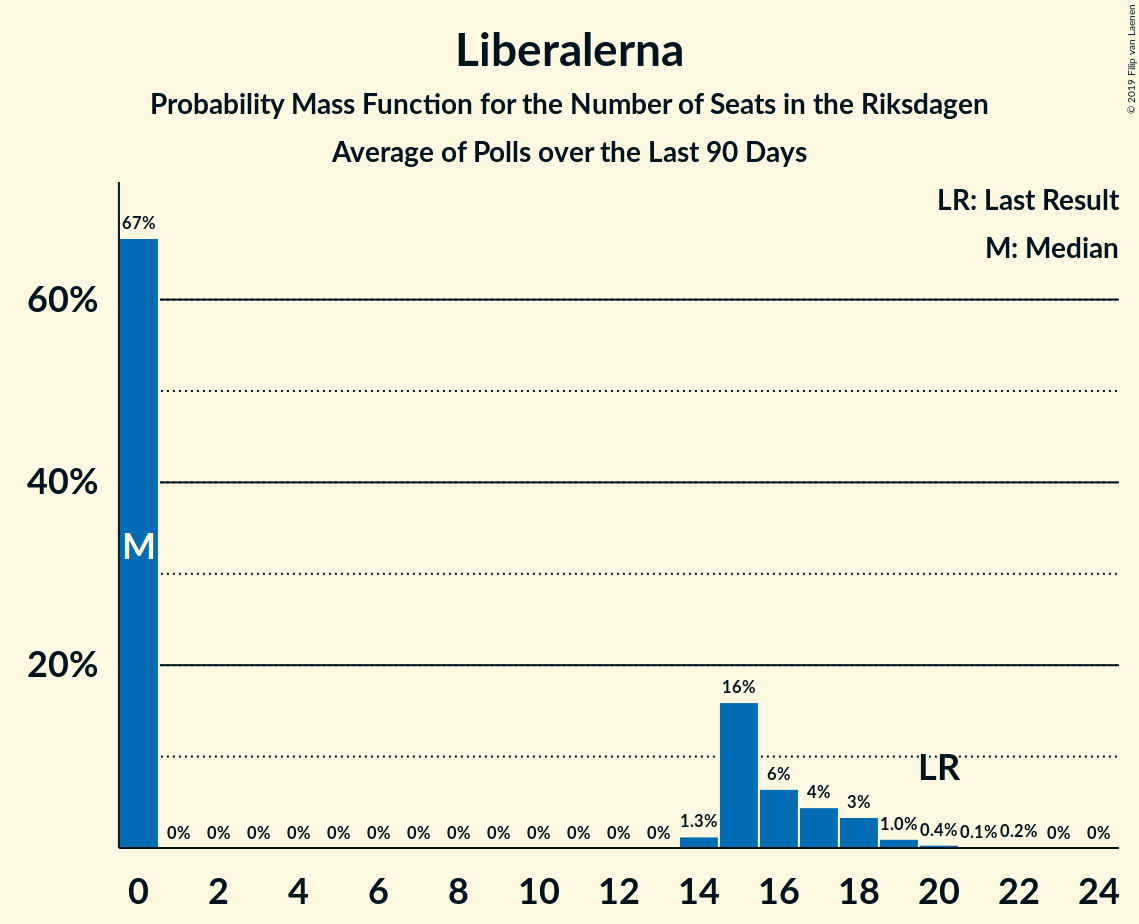 Liberalerna
Probability Mass Function for the Number of Seats in the Riksdagen
Average of Polls over the Last 90 Days
© 2019 Filip van Laenen
LR: Last Result
M: Median
67%
60%
40%
M
20%
16%
LR
6%
4%
3%
0% 0% 0% 0% 0% 0% 0% 0% 0% 0% 0% 0% 0% 1.3% 1.0% 0.4% 0.1% 0.2% 0% 0%
0 2 4 6 8 10 12 14 16 18 20 22 24